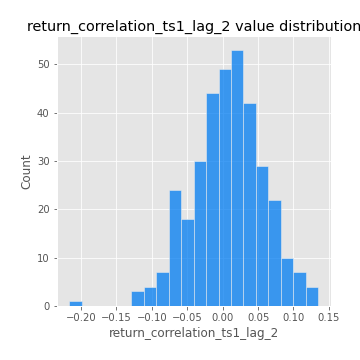 return_correlation_ts1_lag_2 value distribution
50
40
30
20
10
0
Count
−0.20 −0.15 −0.10 −0.05 0.00 0.05 0.10 0.15
return_correlation_ts1_lag_2